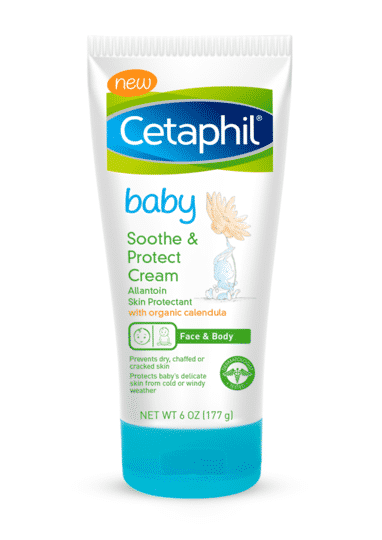 new
Cetaphil®
baby
Soothe &
Protect
Cream
Allantoin
Skin Protectant
with organic calendula
Face & Body
Prevents dry, chaffed or
cracked skin
Protects baby's delicate
skin from cold or windy
weather
NET WT 6 OZ (177 g)